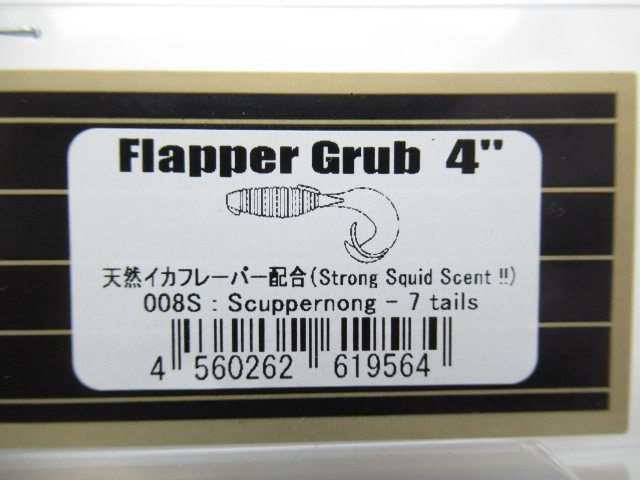 Flapper Grub 4"
天然イカフレーバー配合(Strong Squid Scent !!)
008S : Scuppernong - 7 tails
4 560262 619564